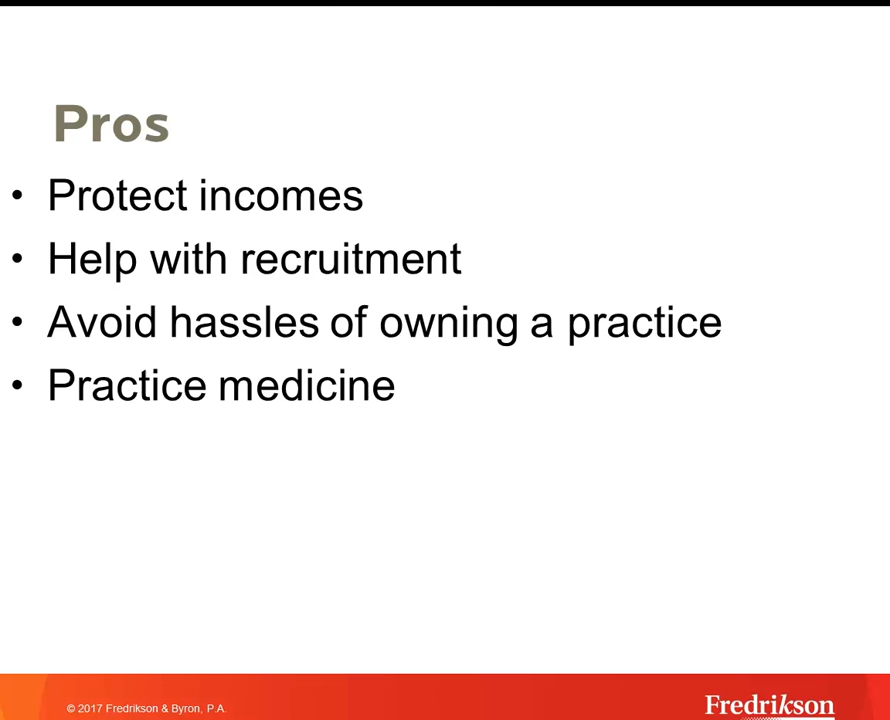 Pros
• Protect incomes
• Help with recruitment
• Avoid hassles of owning a practice
• Practice medicine
© 2017 Fredrikson & Byron, P.A.
Fredrikson